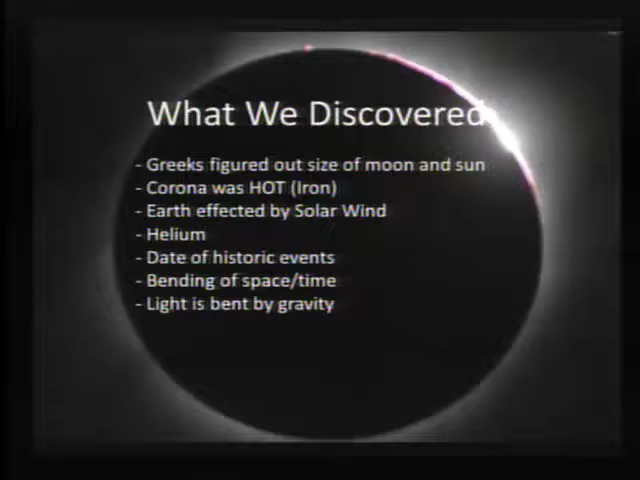 What We Discovered
- Greeks figured out size of moon and sun
- Corona was HOT (Iron)
- Earth effected by Solar Wind
- Helium
- Date of historic events
- Bending of space/time
- Light is bent by gravity